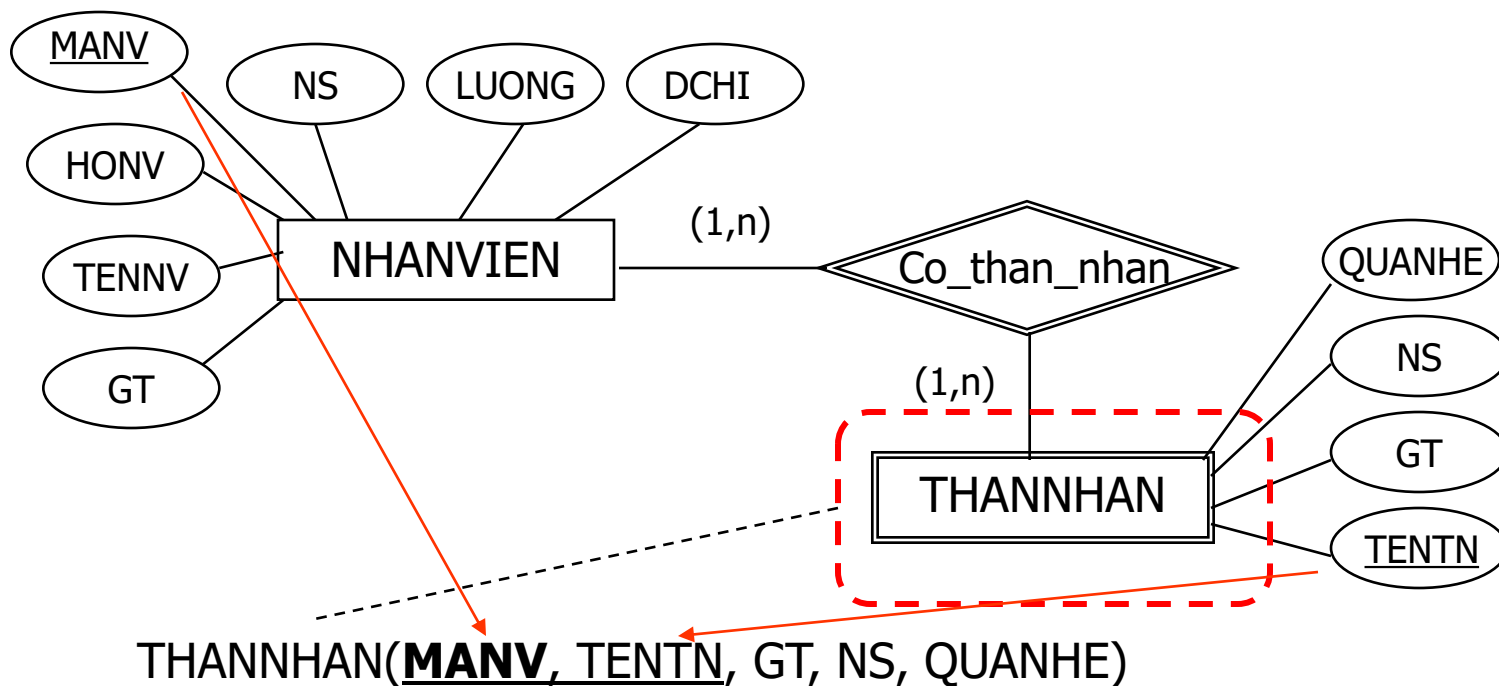 MANV
NS
LUONG
DCHI
HONV
TENNV
GT
NHANVIEN
(1,n)
Co_than_nhan
(1,n)
THANNHAN
QUANHE
NS
GT
TENTN
THANNHAN(MANV, TENTN, GT, NS, QUANHE)